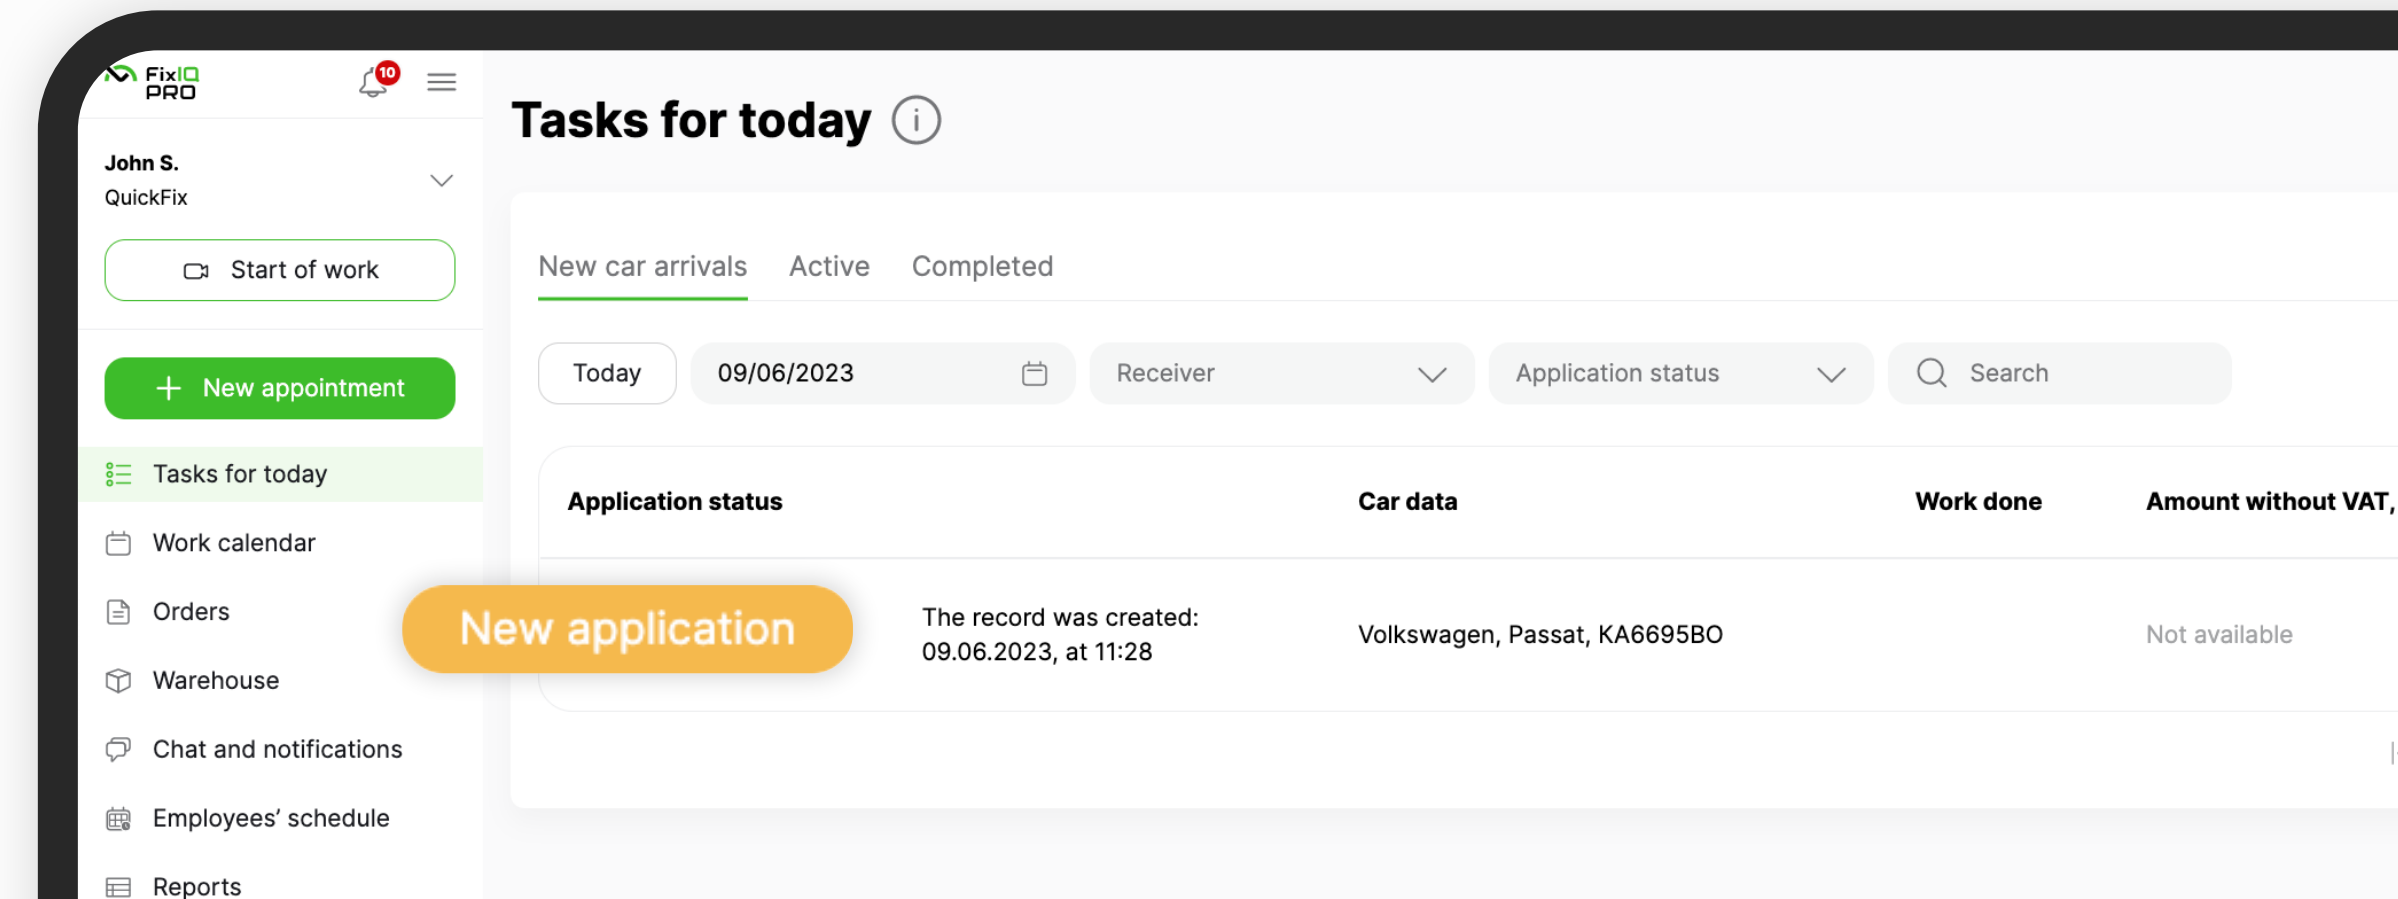 FixIQ
PRO
10
John S.
QuickFix
Start of work
New appointment
Tasks for today
Work calendar
Orders
Warehouse
Chat and notifications
Employees’ schedule
Reports
Tasks for today
New car arrivals Active Completed
Today 09/06/2023 Receiver Application status Search
Application status Car data Work done Amount without VAT,
New application
The record was created:
09.06.2023, at 11:28
Volkswagen, Passat, KA6695BO
Not available